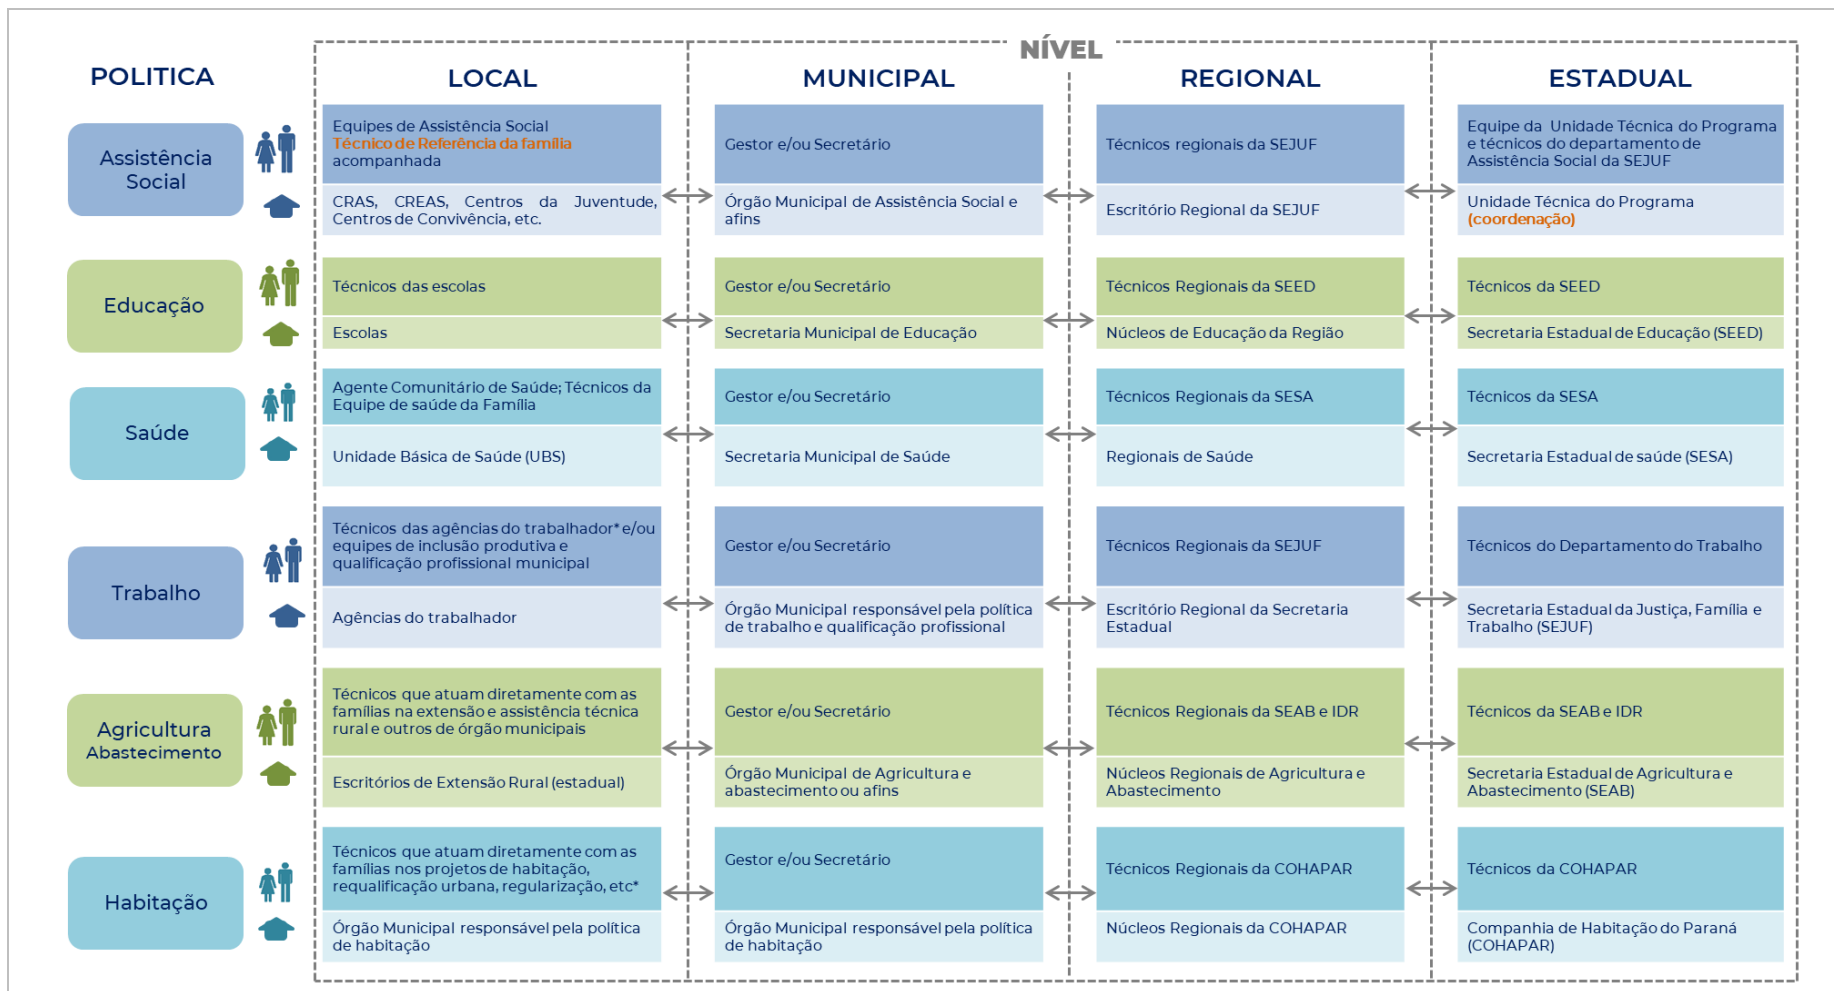 NÍVEL
POLITICA
LOCAL
MUNICIPAL
REGIONAL
ESTADUAL
Assistência
Social
Equipes de Assistência Social
Técnico de Referência da família
acompanhada
Gestor e/ou Secretário
Técnicos regionais da SEJUF
Equipe da Unidade Técnica do Programa
e técnicos do departamento de
Assistência Social da SEJUF
CRAS, CREAS, Centros da Juventude,
Centros de Convivência, etc.
Órgão Municipal de Assistência Social e
afins
Escritório Regional da SEJUF
Unidade Técnica do Programa
(coordenação)
Educação
Técnicos das escolas
Gestor e/ou Secretário
Técnicos Regionais da SEED
Técnicos da SEED
Escolas
Secretaria Municipal de Educação
Núcleos de Educação da Região
Secretaria Estadual de Educação (SEED)
Saúde
Agente Comunitário de Saúde; Técnicos da
Equipe de saúde da Família
Gestor e/ou Secretário
Técnicos Regionais da SESA
Técnicos da SESA
Unidade Básica de Saúde (UBS)
Secretaria Municipal de Saúde
Regionais de Saúde
Secretaria Estadual de saúde (SESA)
Trabalho
Técnicos das agências do trabalhador* e/ou
equipes de inclusão produtiva e
qualificação profissional municipal
Gestor e/ou Secretário
Técnicos Regionais da SEJUF
Técnicos do Departamento do Trabalho
Agências do trabalhador
Órgão Municipal responsável pela política
de trabalho e qualificação profissional
Escritório Regional da Secretaria
Estadual
Secretaria Estadual da Justiça, Família e
Trabalho (SEJUF)
Agricultura
Abastecimento
Técnicos que atuam diretamente com as
famílias na extensão e assistência técnica
rural e outros de órgão municipais
Gestor e/ou Secretário
Técnicos Regionais da SEAB e IDR
Técnicos da SEAB e IDR
Escritórios de Extensão Rural (estadual)
Órgão Municipal de Agricultura e
abastecimento ou afins
Núcleos Regionais de Agricultura e
Abastecimento
Secretaria Estadual de Agricultura e
Abastecimento (SEAB)
Habitação
Técnicos que atuam diretamente com as
famílias nos projetos de habitação,
requalificação urbana, regularização, etc*
Gestor e/ou Secretário
Técnicos Regionais da COHAPAR
Técnicos da COHAPAR
Órgão Municipal responsável pela política
de habitação
Órgão Municipal responsável pela política
de habitação
Núcleos Regionais da COHAPAR
Companhia de Habitação do Paraná
(COHAPAR)